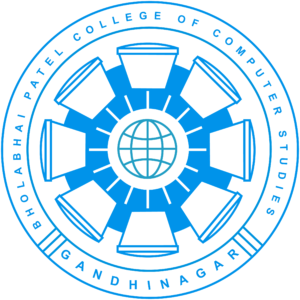 BHOLABHAI PATEL COLLEGE OF COMPUTER STUDIES
GANDHINAGAR